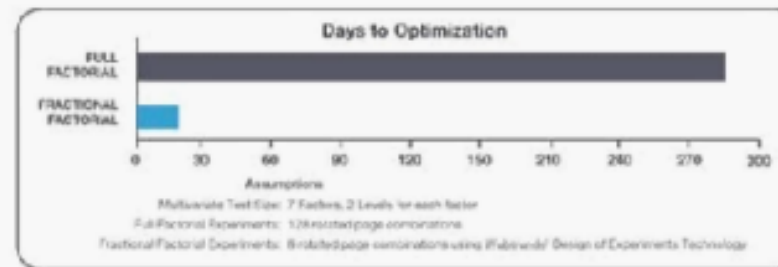 Days to Optimization
FULL
FACTORIAL
FRACTIONAL
FACTORIAL
0 30 60 90 120 150 210 240 270 300
Assumptions
Multivariate Test Size: 7 Factors, 2 Levels for each factor
Full Factorial Experiments: 128 related page combinations
Fractional Factorial Experiments: 8 related page combinations using Design of Experiments Technology